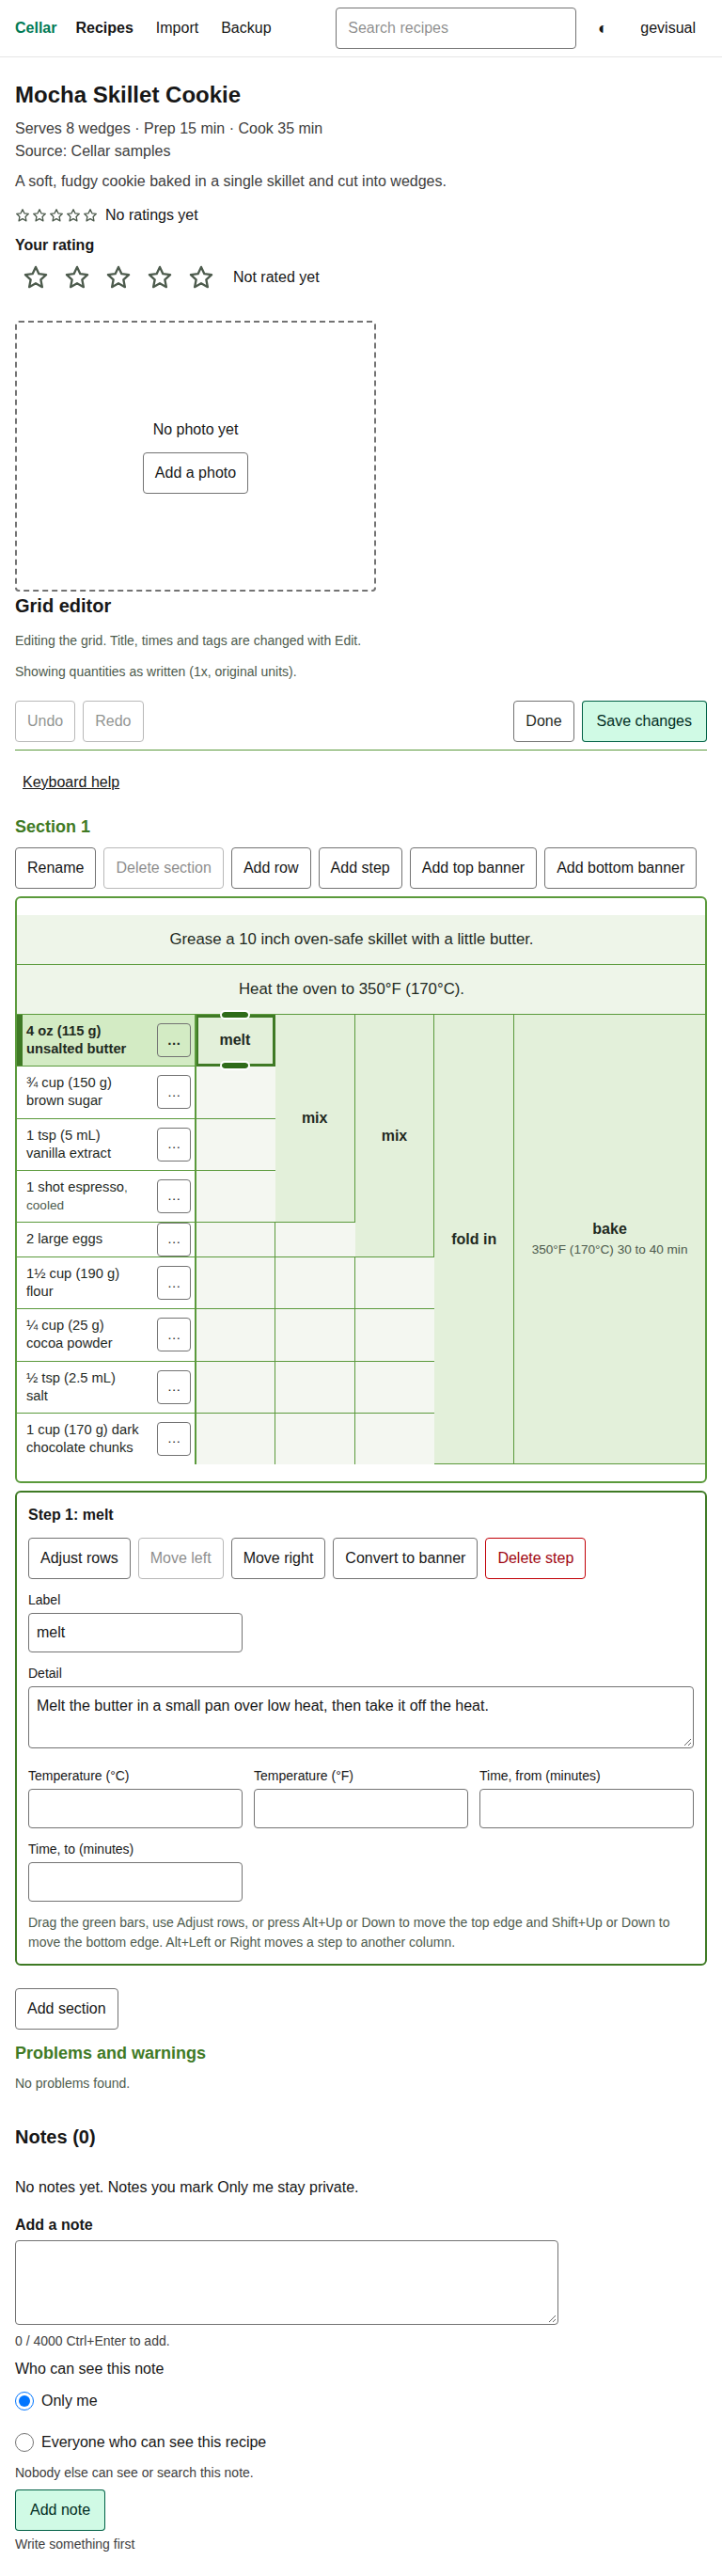 Cellar Recipes Import Backup Search recipes gevisual
Mocha Skillet Cookie
Serves 8 wedges · Prep 15 min · Cook 35 min
Source: Cellar samples
A soft, fudgy cookie baked in a single skillet and cut into wedges.
No ratings yet
Your rating
Not rated yet
No photo yet
Add a photo
Grid editor
Editing the grid. Title, times and tags are changed with Edit.
Showing quantities as written (1x, original units).
Undo Redo Done Save changes
Keyboard help
Section 1
Rename Delete section Add row Add step Add top banner Add bottom banner
Grease a 10 inch oven-safe skillet with a little butter.
Heat the oven to 350°F (170°C).
4 oz (115 g)
unsalted butter
...
melt
¾ cup (150 g)
brown sugar
...
1 tsp (5 mL)
vanilla extract
...
1 shot espresso,
cooled
...
2 large eggs
...
1½ cup (190 g)
flour
...
¼ cup (25 g)
cocoa powder
...
½ tsp (2.5 mL)
salt
...
1 cup (170 g) dark
chocolate chunks
...
mix
mix
fold in
bake
350°F (170°C) 30 to 40 min
Step 1: melt
Adjust rows Move left Move right Convert to banner Delete step
Label
melt
Detail
Melt the butter in a small pan over low heat, then take it off the heat.
Temperature (°C) Temperature (°F) Time, from (minutes)
Time, to (minutes)
Drag the green bars, use Adjust rows, or press Alt+Up or Down to move the top edge and Shift+Up or Down to
move the bottom edge. Alt+Left or Right moves a step to another column.
Add section
Problems and warnings
No problems found.
Notes (0)
No notes yet. Notes you mark Only me stay private.
Add a note
0 / 4000 Ctrl+Enter to add.
Who can see this note
Only me
Everyone who can see this recipe
Nobody else can see or search this note.
Add note
Write something first